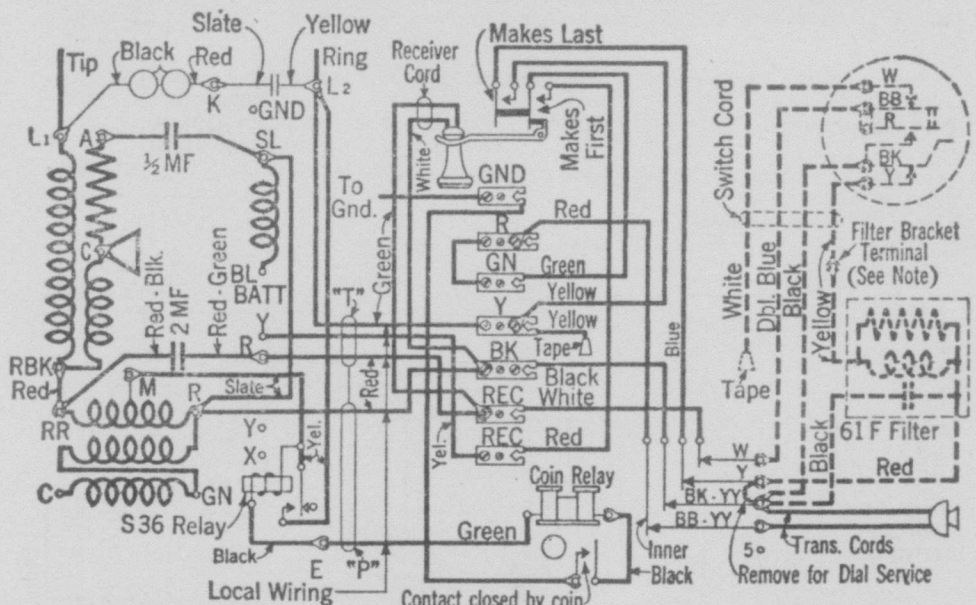 Slate
Yellow
Black
Red
Tip
Ring
K
GND
L1
L2
A
½ MF
SL
C
BL
BATT
Red - Blk.
2 MF
Red - Green
RBK
Red
Y
R
M
Slate
RR
R
Y
X
Yel.
C
GN
S36 Relay
Black
E
"P"
Local Wiring
"T"
Green
Red
Yel.
To
Gnd.
Receiver
Cord
White
Makes Last
Makes
First
GND
R
Red
GN
Green
Y
Yellow
Yellow
Tape
BK
Black
REC
White
REC
Red
Blue
Coin Relay
Green
Black
Contact closed by coin
Inner
W
Y
BK - YY
BB - YY
5
Trans. Cords
Remove for Dial Service
Switch Cord
White
Dbl. Blue
Black
Yellow
Tape
Black
W
BB
R
BK
Y
Filter Bracket
Terminal
(See Note)
61 F Filter
Red